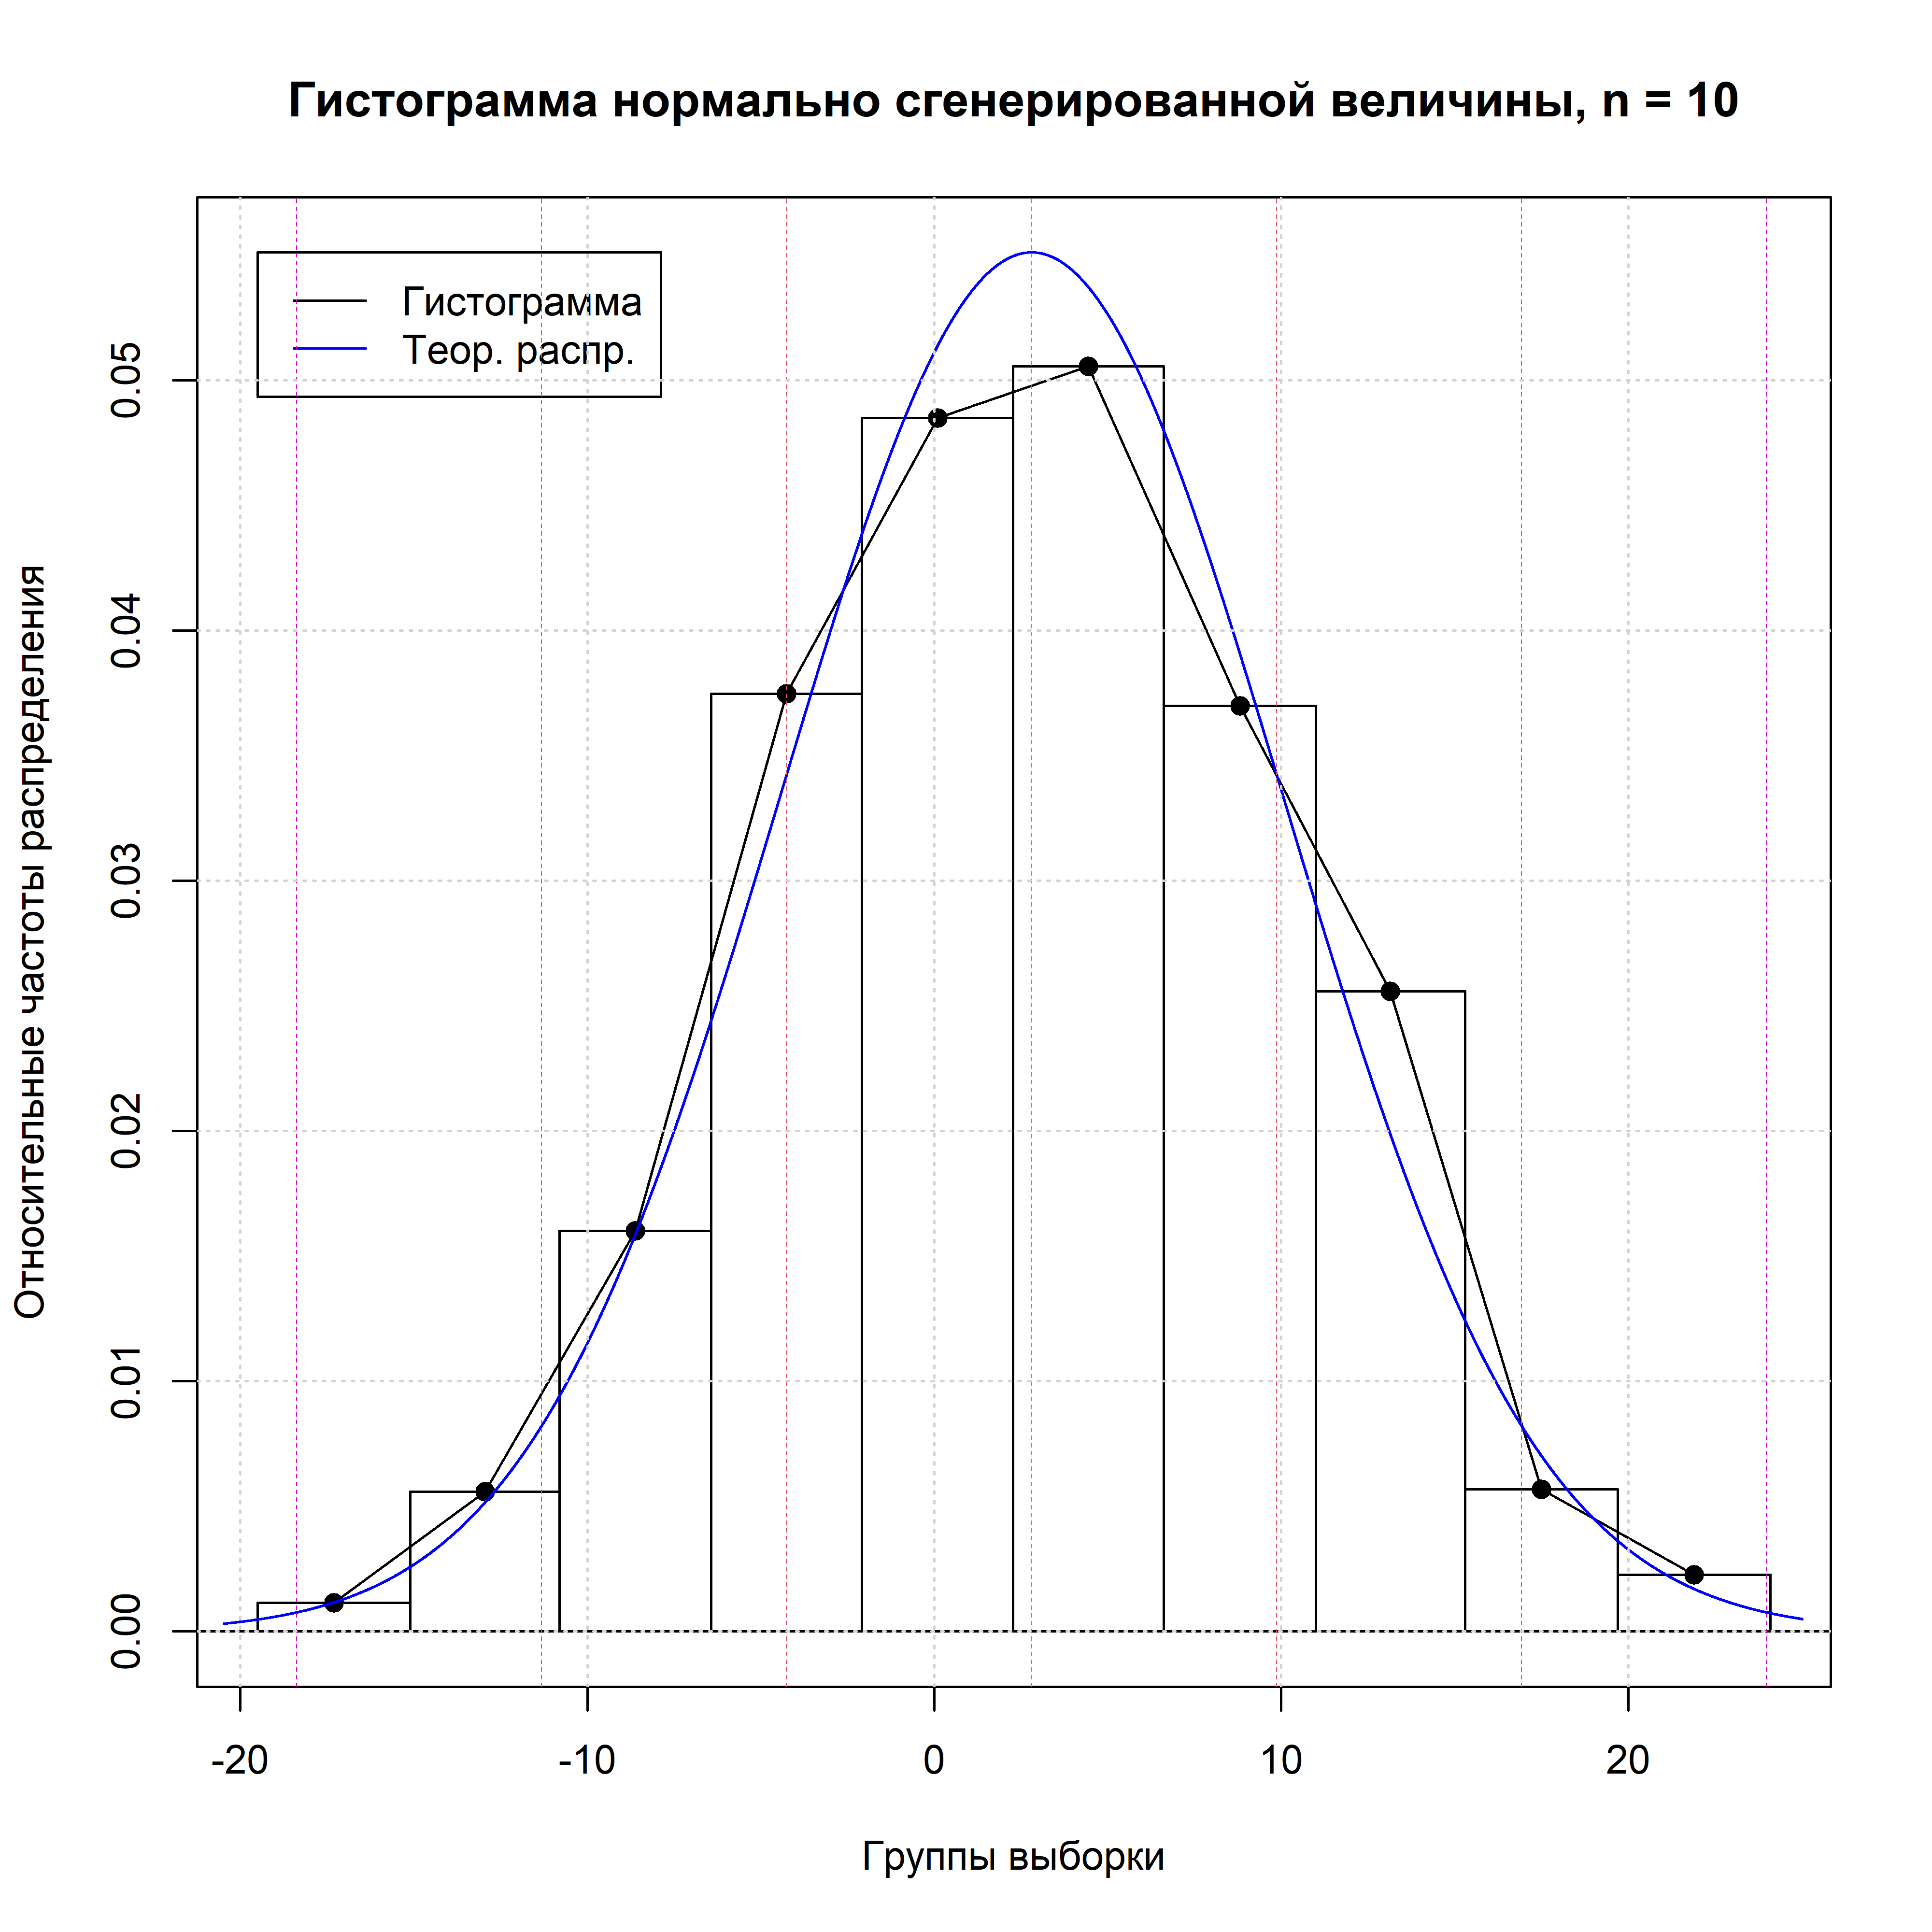 Гистограмма нормально сгенерированной величины, n = 10
Гистограмма
Теор. распр.
Относительные частоты распределения
0.05
0.04
0.03
0.02
0.01
0.00
-20 -10 0 10 20
Группы выборки